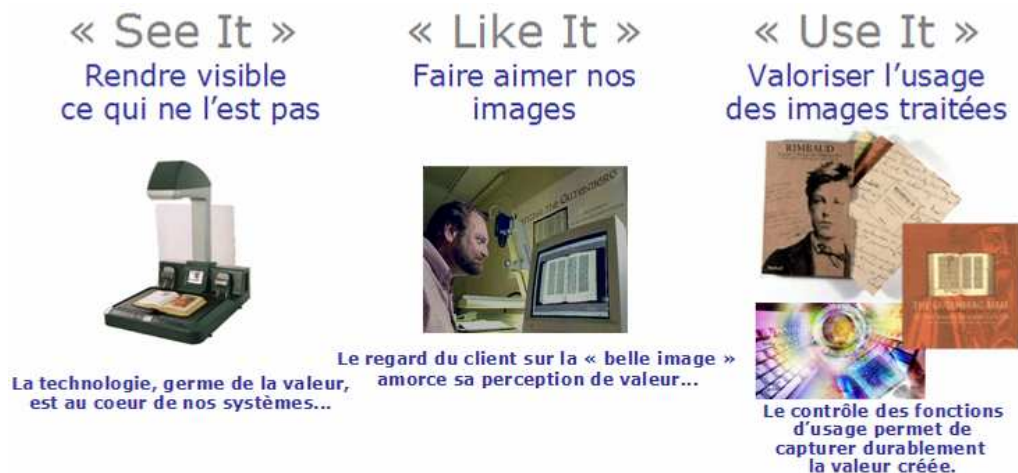 « See It »
Rendre visible
ce qui ne l’est pas
La technologie, germe de la valeur,
est au coeur de nos systèmes...
« Like It »
Faire aimer nos
images
Le regard du client sur la « belle image »
amorce sa perception de valeur...
« Use It »
Valoriser l’usage
des images traitées
RIMBAUD
THE GUTENBERG BIBLE
Le contrôle des fonctions
d’usage permet de
capturer durablement
la valeur créée.